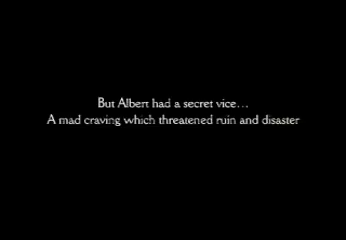 But Albert had a secret vice...
A mad craving which threatened ruin and disaster